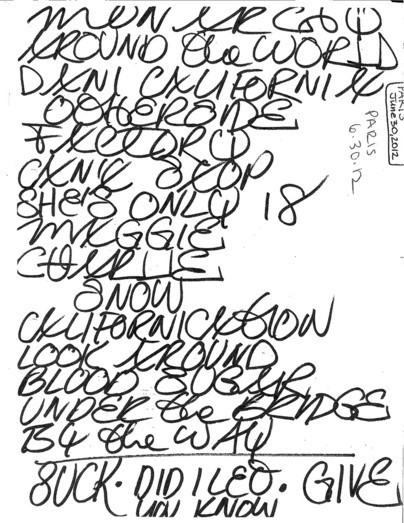 MONARCHY
AROUND the WORLD
DANI CALIFORNIA
OTHERSIDE
FACTORY
CAN'T STOP
SHE'S ONLY 18
MAGGIE
CHARLIE
SNOW
CALIFORNICATION
LOOK AROUND
BLOOD SUGAR
UNDER the BRIDGE
BY the WAY
SUCK. DID I LET. GIVE
YOU KNOW
PARIS
June 30, 2012
PARIS
6.30.12